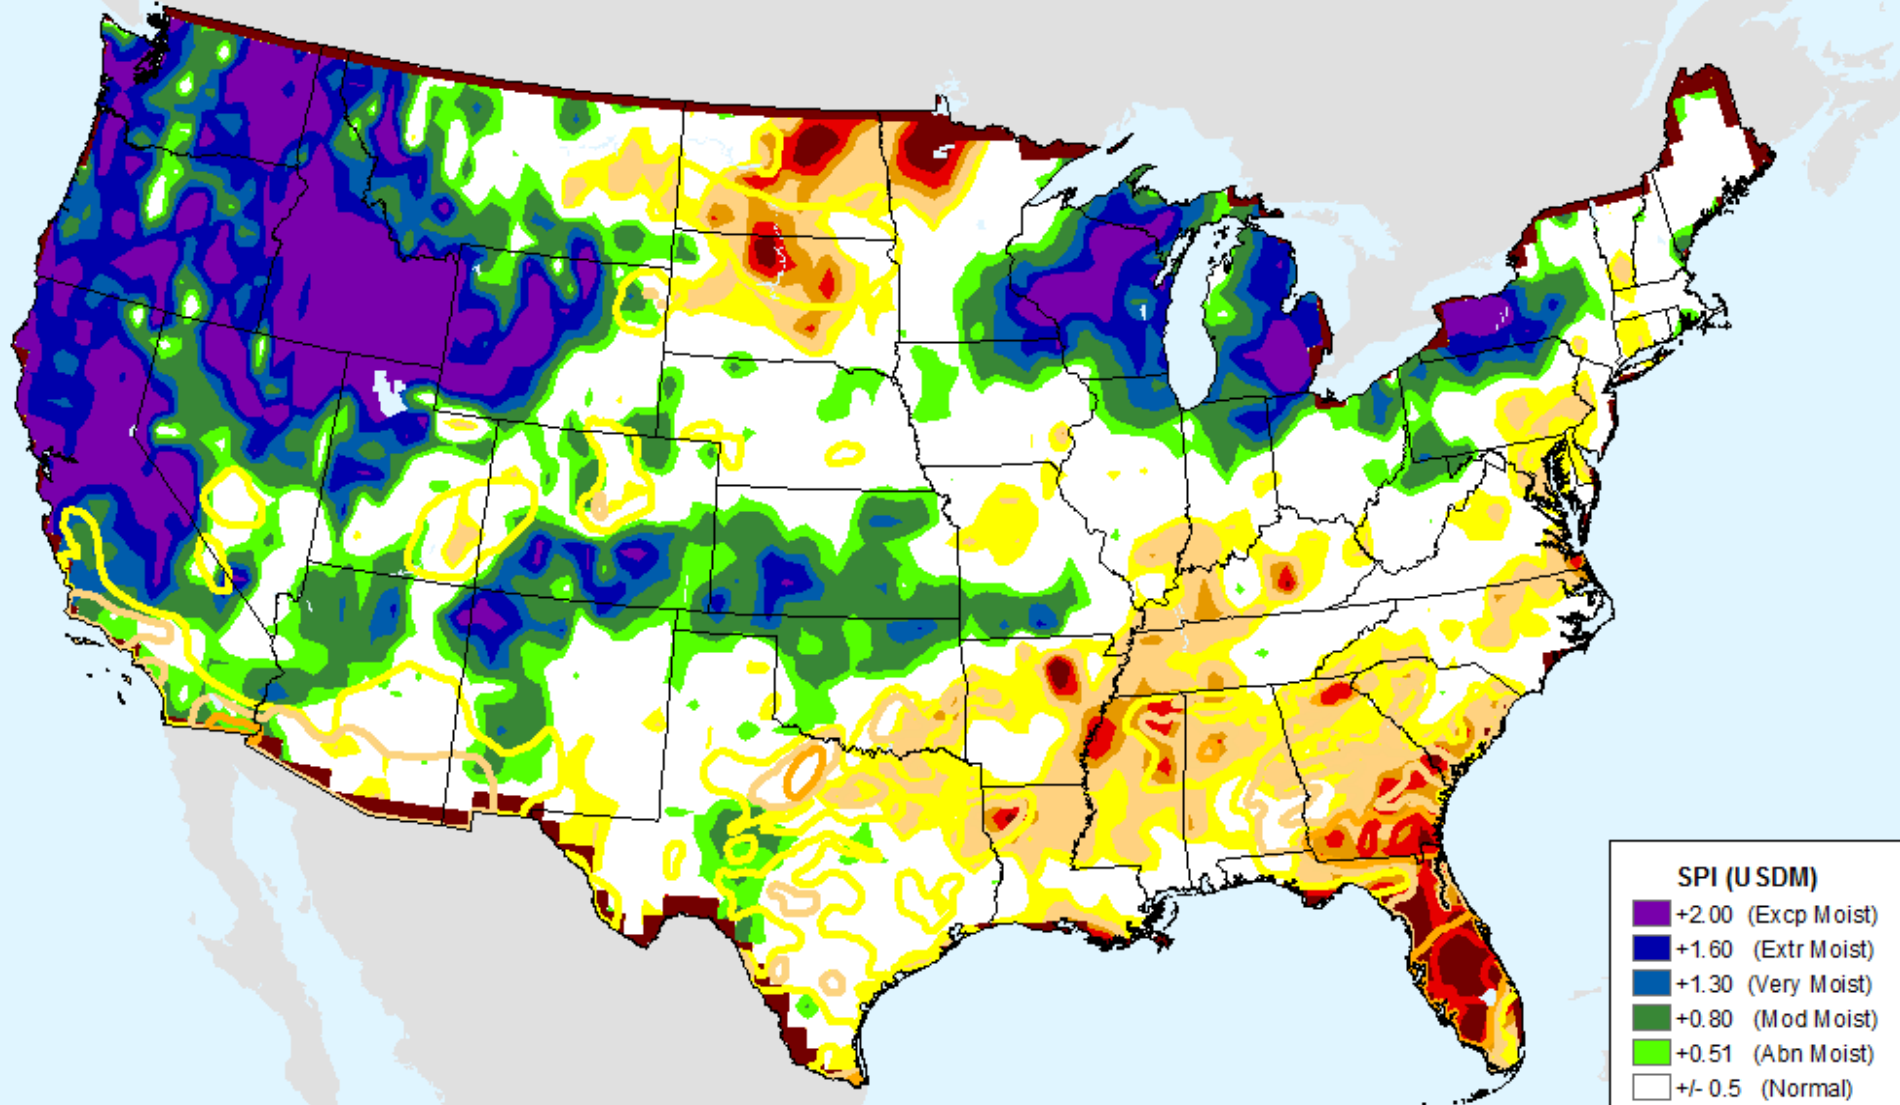 SPI (USDM)
+2.00 (Excp Moist)
+1.60 (Extr Moist)
+1.30 (Very Moist)
+0.80 (Mod Moist)
+0.51 (Abn Moist)
+/- 0.5 (Normal)